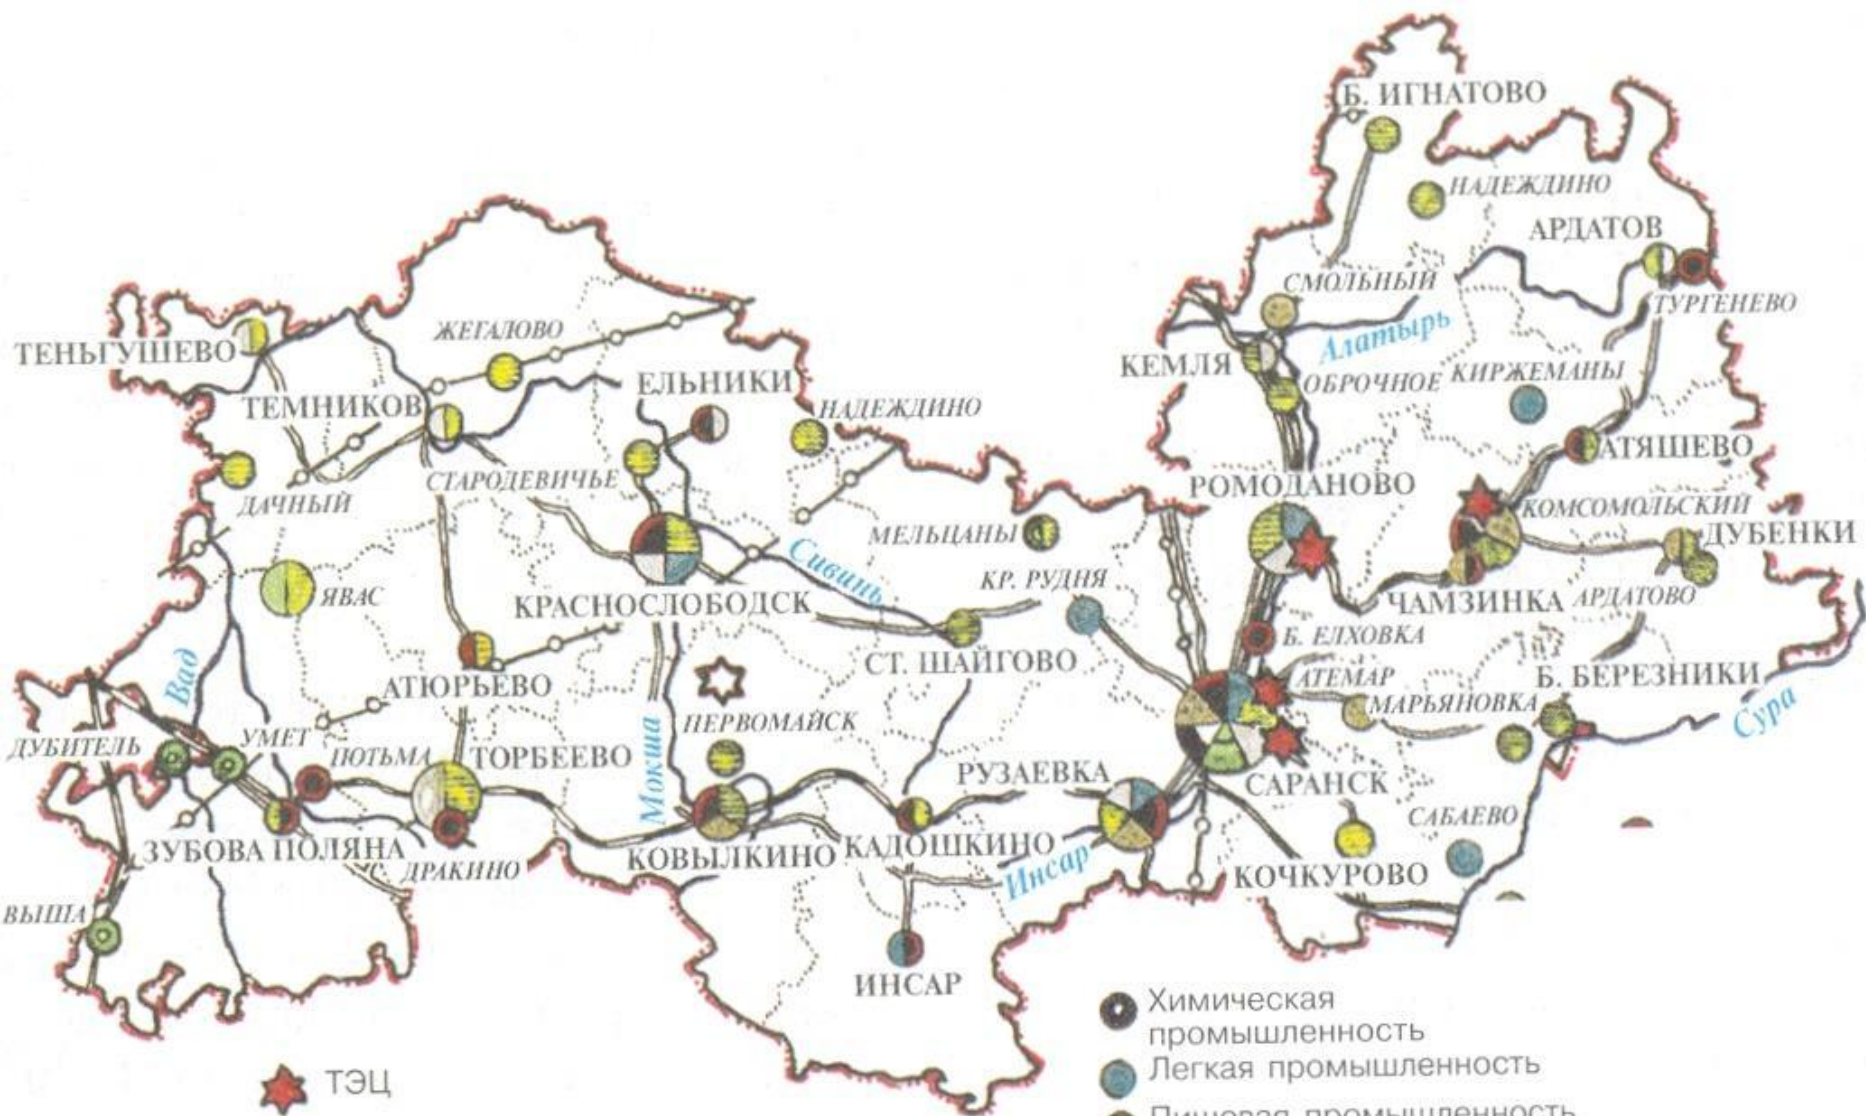 Б. ИГНАТОВО
НАДЕЖДИНО
АРДАТОВ
СМОЛЬНЫЙ
ТУРГЕНЕВО
ЖЕГАЛОВО
Алатырь
ТЕНЬГУШЕВО
КЕМЛЯ
ЕЛЬНИКИ
ОБРОЧНОЕ
КИРЖЕМАНЫ
ТЕМНИКОВ
НАДЕЖДИНО
АТЯШЕВО
СТАРОДЕВИЧЬЕ
РОМОДАНОВО
ДАЧНЫЙ
КОМСОМОЛЬСКИЙ
МЕЛЬЦАНЫ
ДУБЕНКИ
Сивинь
КР. РУДНЯ
ЯВАС
КРАСНОСЛОБОДСК
ЧАМЗИНКА
АРДАТОВО
Б. ЕЛХОВКА
СТ. ШАЙГОВО
Вад
АТЮРЬЕВО
АТЕМАР
Б. БЕРЕЗНИКИ
МАРЬЯНОВКА
Сура
ПЕРВОМАЙСК
ДУБИТЕЛЬ
УМЕТ
ПОТЬМА
ТОРБЕЕВО
Мокша
РУЗАЕВКА
САРАНСК
САБАЕВО
ЗУБОВА ПОЛЯНА
ДРАКИНО
КОВЫЛКИНО
КАДОШКИНО
Инсар
КОЧКУРОВО
ВЫША
ИНСАР
Химическая
промышленность
Легкая промышленность
ТЭЦ
Пищевая промышленность